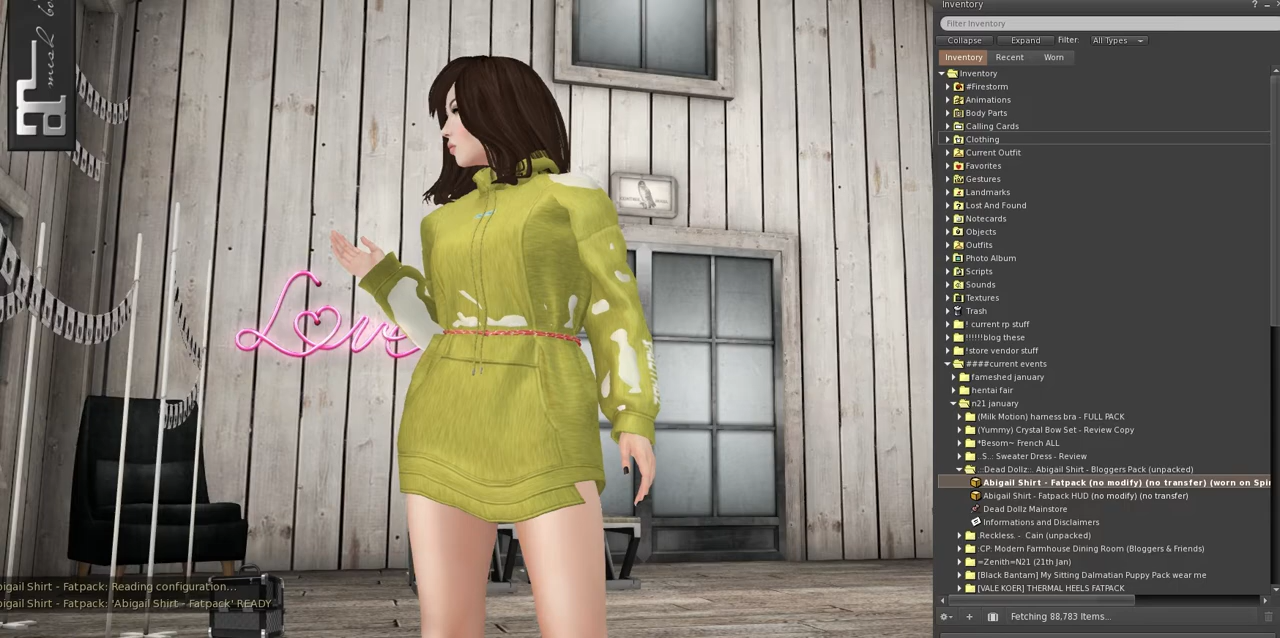 mesh bo
Love
Inventory
? _ ×
Filter Inventory
Collapse Expand Filter: All Types
Inventory Recent Worn
Inventory
#Firestorm
Animations
Body Parts
Calling Cards
Clothing
Current Outfit
Favorites
Gestures
Landmarks
Lost And Found
Notecards
Objects
Outfits
Photo Album
Scripts
Sounds
Textures
Trash
! current rp stuff
!!!!!!blog these
!store vendor stuff
####current events
fameshed january
hentai fair
n21 january
(Milk Motion) harness bra - FULL PACK
(Yummy) Crystal Bow Set - Review Copy
*Besom~ French ALL
..S..: Sweater Dress - Review
.::Dead Dollz::. Abigail Shirt - Bloggers Pack (unpacked)
Abigail Shirt - Fatpack (no modify) (no transfer) (worn on Spi
Abigail Shirt - Fatpack HUD (no modify) (no transfer)
Dead Dollz Mainstore
Informations and Disclaimers
.Reckless. - Cain (unpacked)
:CP: Modern Farmhouse Dining Room (Bloggers & Friends)
=Zenith=N21 (21th Jan)
[Black Bantam] My Sitting Dalmatian Puppy Pack wear me
[VALE KOER] THERMAL HEELS FATPACK
Fetching 88,783 Items...
bigail Shirt - Fatpack: Reading configuration...
bigail Shirt - Fatpack: 'Abigail Shirt - Fatpack' READY